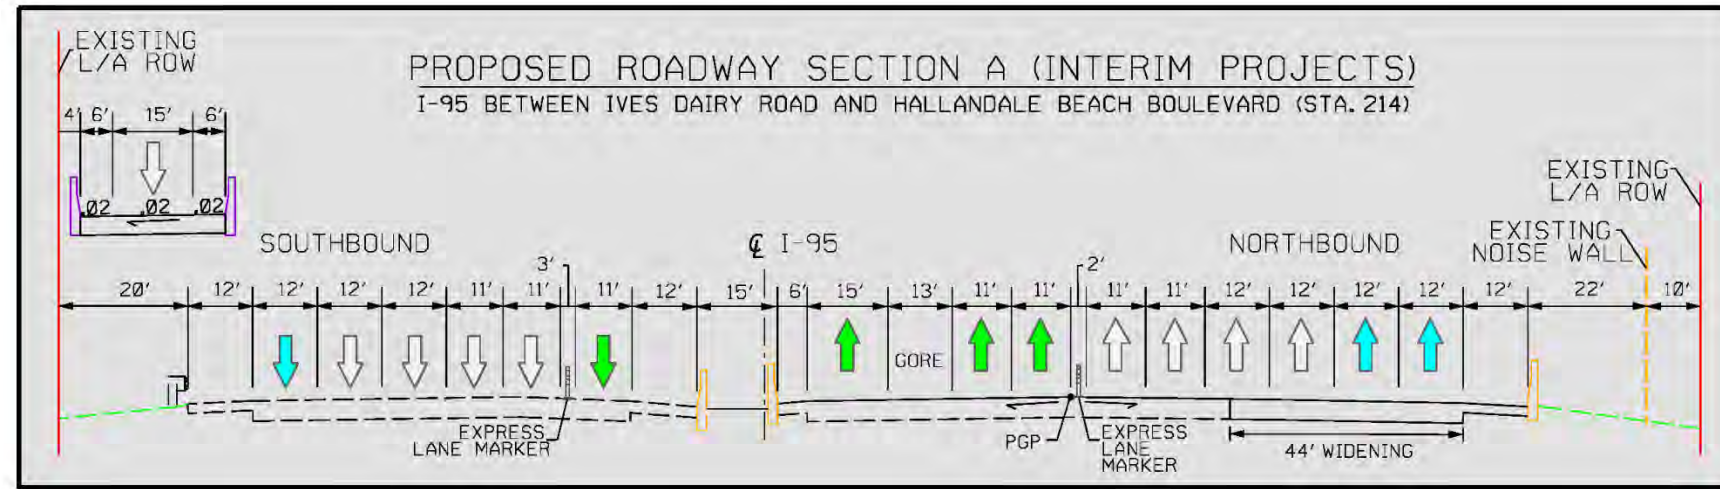 EXISTING
L/A ROW
PROPOSED ROADWAY SECTION A (INTERIM PROJECTS)
I-95 BETWEEN IVES DAIRY ROAD AND HALLANDALE BEACH BOULEVARD (STA. 214)
4' 6' 15' 6'
.02 .02 .02
EXISTING
L/A ROW
EXISTING
NOISE WALL
SOUTHBOUND
℄ I-95
NORTHBOUND
3'
2'
20' 12' 12' 12' 12' 11' 11' 11' 12' 15' 6' 15' 13' 11' 11' 11' 11' 12' 12' 12' 12' 12' 22' 10'
GORE
EXPRESS
LANE MARKER
PGP
EXPRESS
LANE
MARKER
44' WIDENING